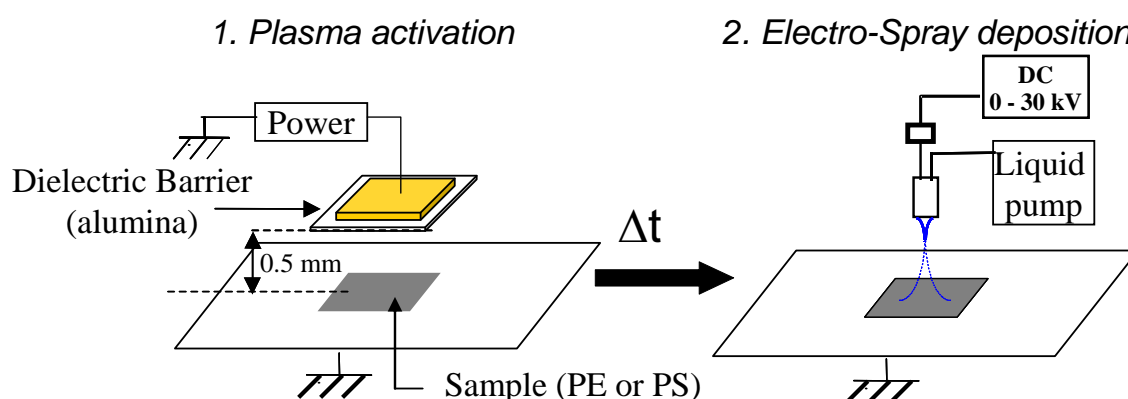 1. Plasma activation
2. Electro-Spray deposition
DC
0 - 30 kV
Power
Liquid
pump
Dielectric Barrier
(alumina)
Δt
0.5 mm
Sample (PE or PS)